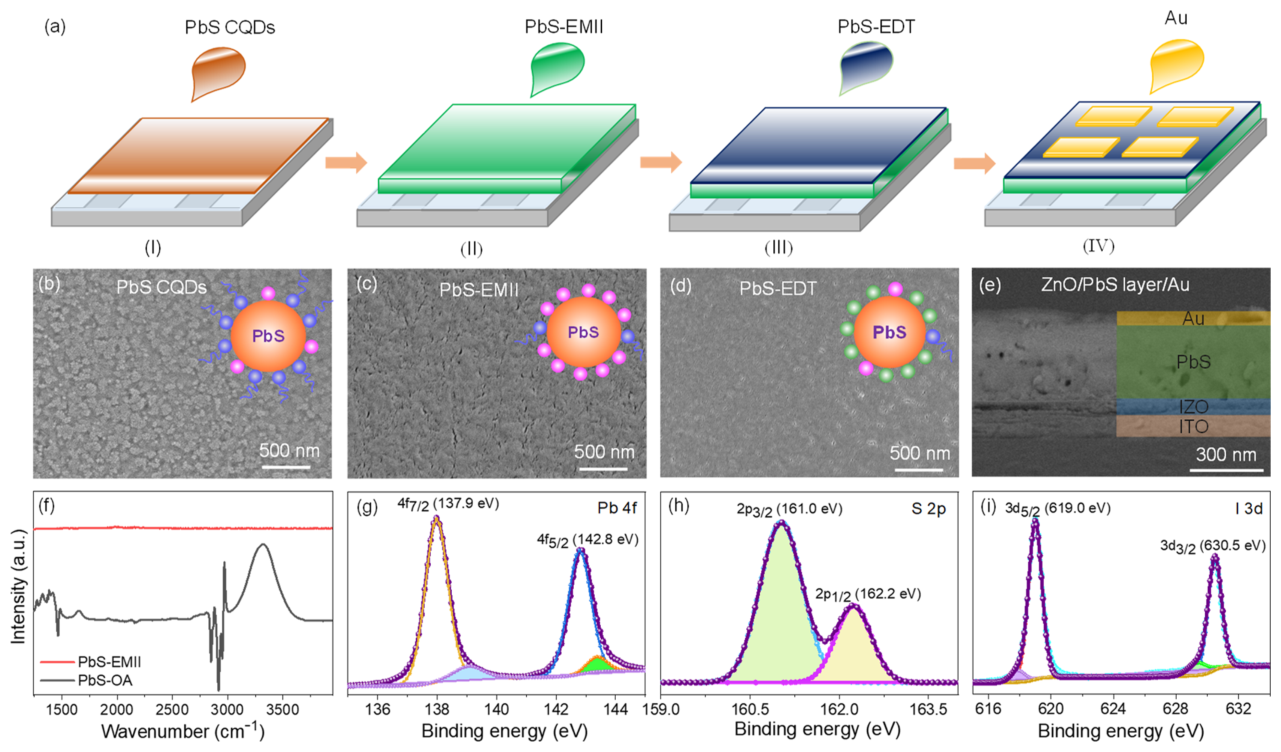 (a)
PbS CQDs
PbS-EMII
PbS-EDT
Au
(I)
(II)
(III)
(IV)
(b)
PbS CQDs
PbS
500 nm
(c)
PbS-EMII
PbS
500 nm
(d)
PbS-EDT
PbS
500 nm
(e)
ZnO/PbS layer/Au
Au
PbS
IZO
ITO
300 nm
(f)
Intensity (a.u.)
PbS-EMII
PbS-OA
1500 2000 2500 3000 3500
Wavenumber (cm⁻¹)
(g)
4f7/2 (137.9 eV)
Pb 4f
4f5/2 (142.8 eV)
136 138 140 142 144
Binding energy (eV)
(h)
2p3/2 (161.0 eV)
S 2p
2p1/2 (162.2 eV)
159.0 160.5 162.0 163.5
Binding energy (eV)
(i)
3d5/2 (619.0 eV)
I 3d
3d3/2 (630.5 eV)
616 620 624 628 632
Binding energy (eV)